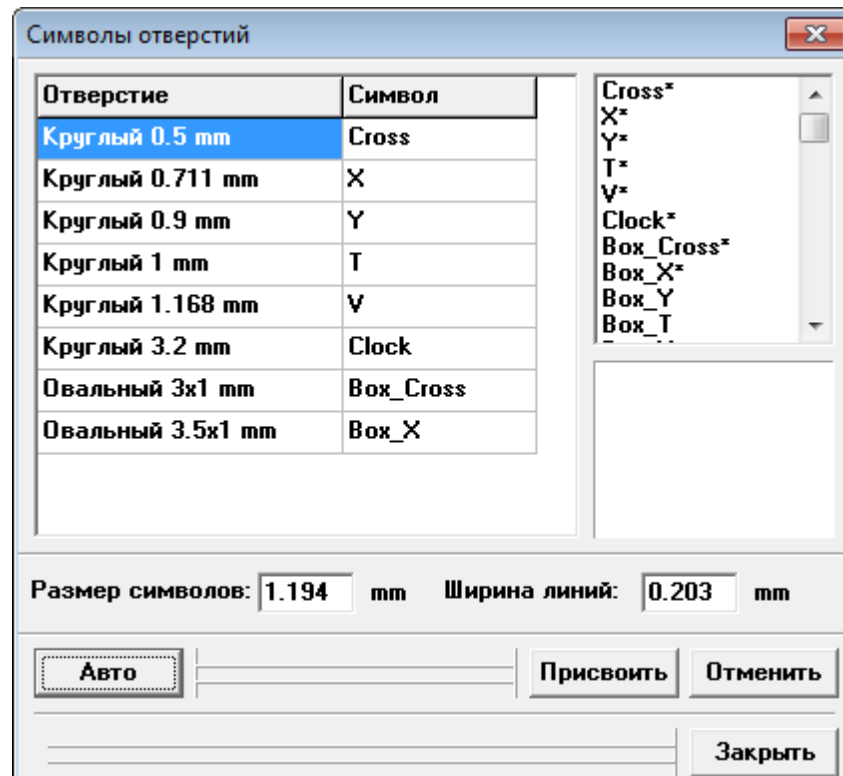 Символы отверстий
Отверстие Символ
Круглый 0.5 mm Cross
Круглый 0.711 mm X
Круглый 0.9 mm Y
Круглый 1 mm T
Круглый 1.168 mm V
Круглый 3.2 mm Clock
Овальный 3x1 mm Box_Cross
Овальный 3.5x1 mm Box_X
Cross*
X*
Y*
T*
V*
Clock*
Box_Cross*
Box_X*
Box_Y
Box_T
Размер символов: 1.194 mm Ширина линий: 0.203 mm
Авто Присвоить Отменить
Закрыть